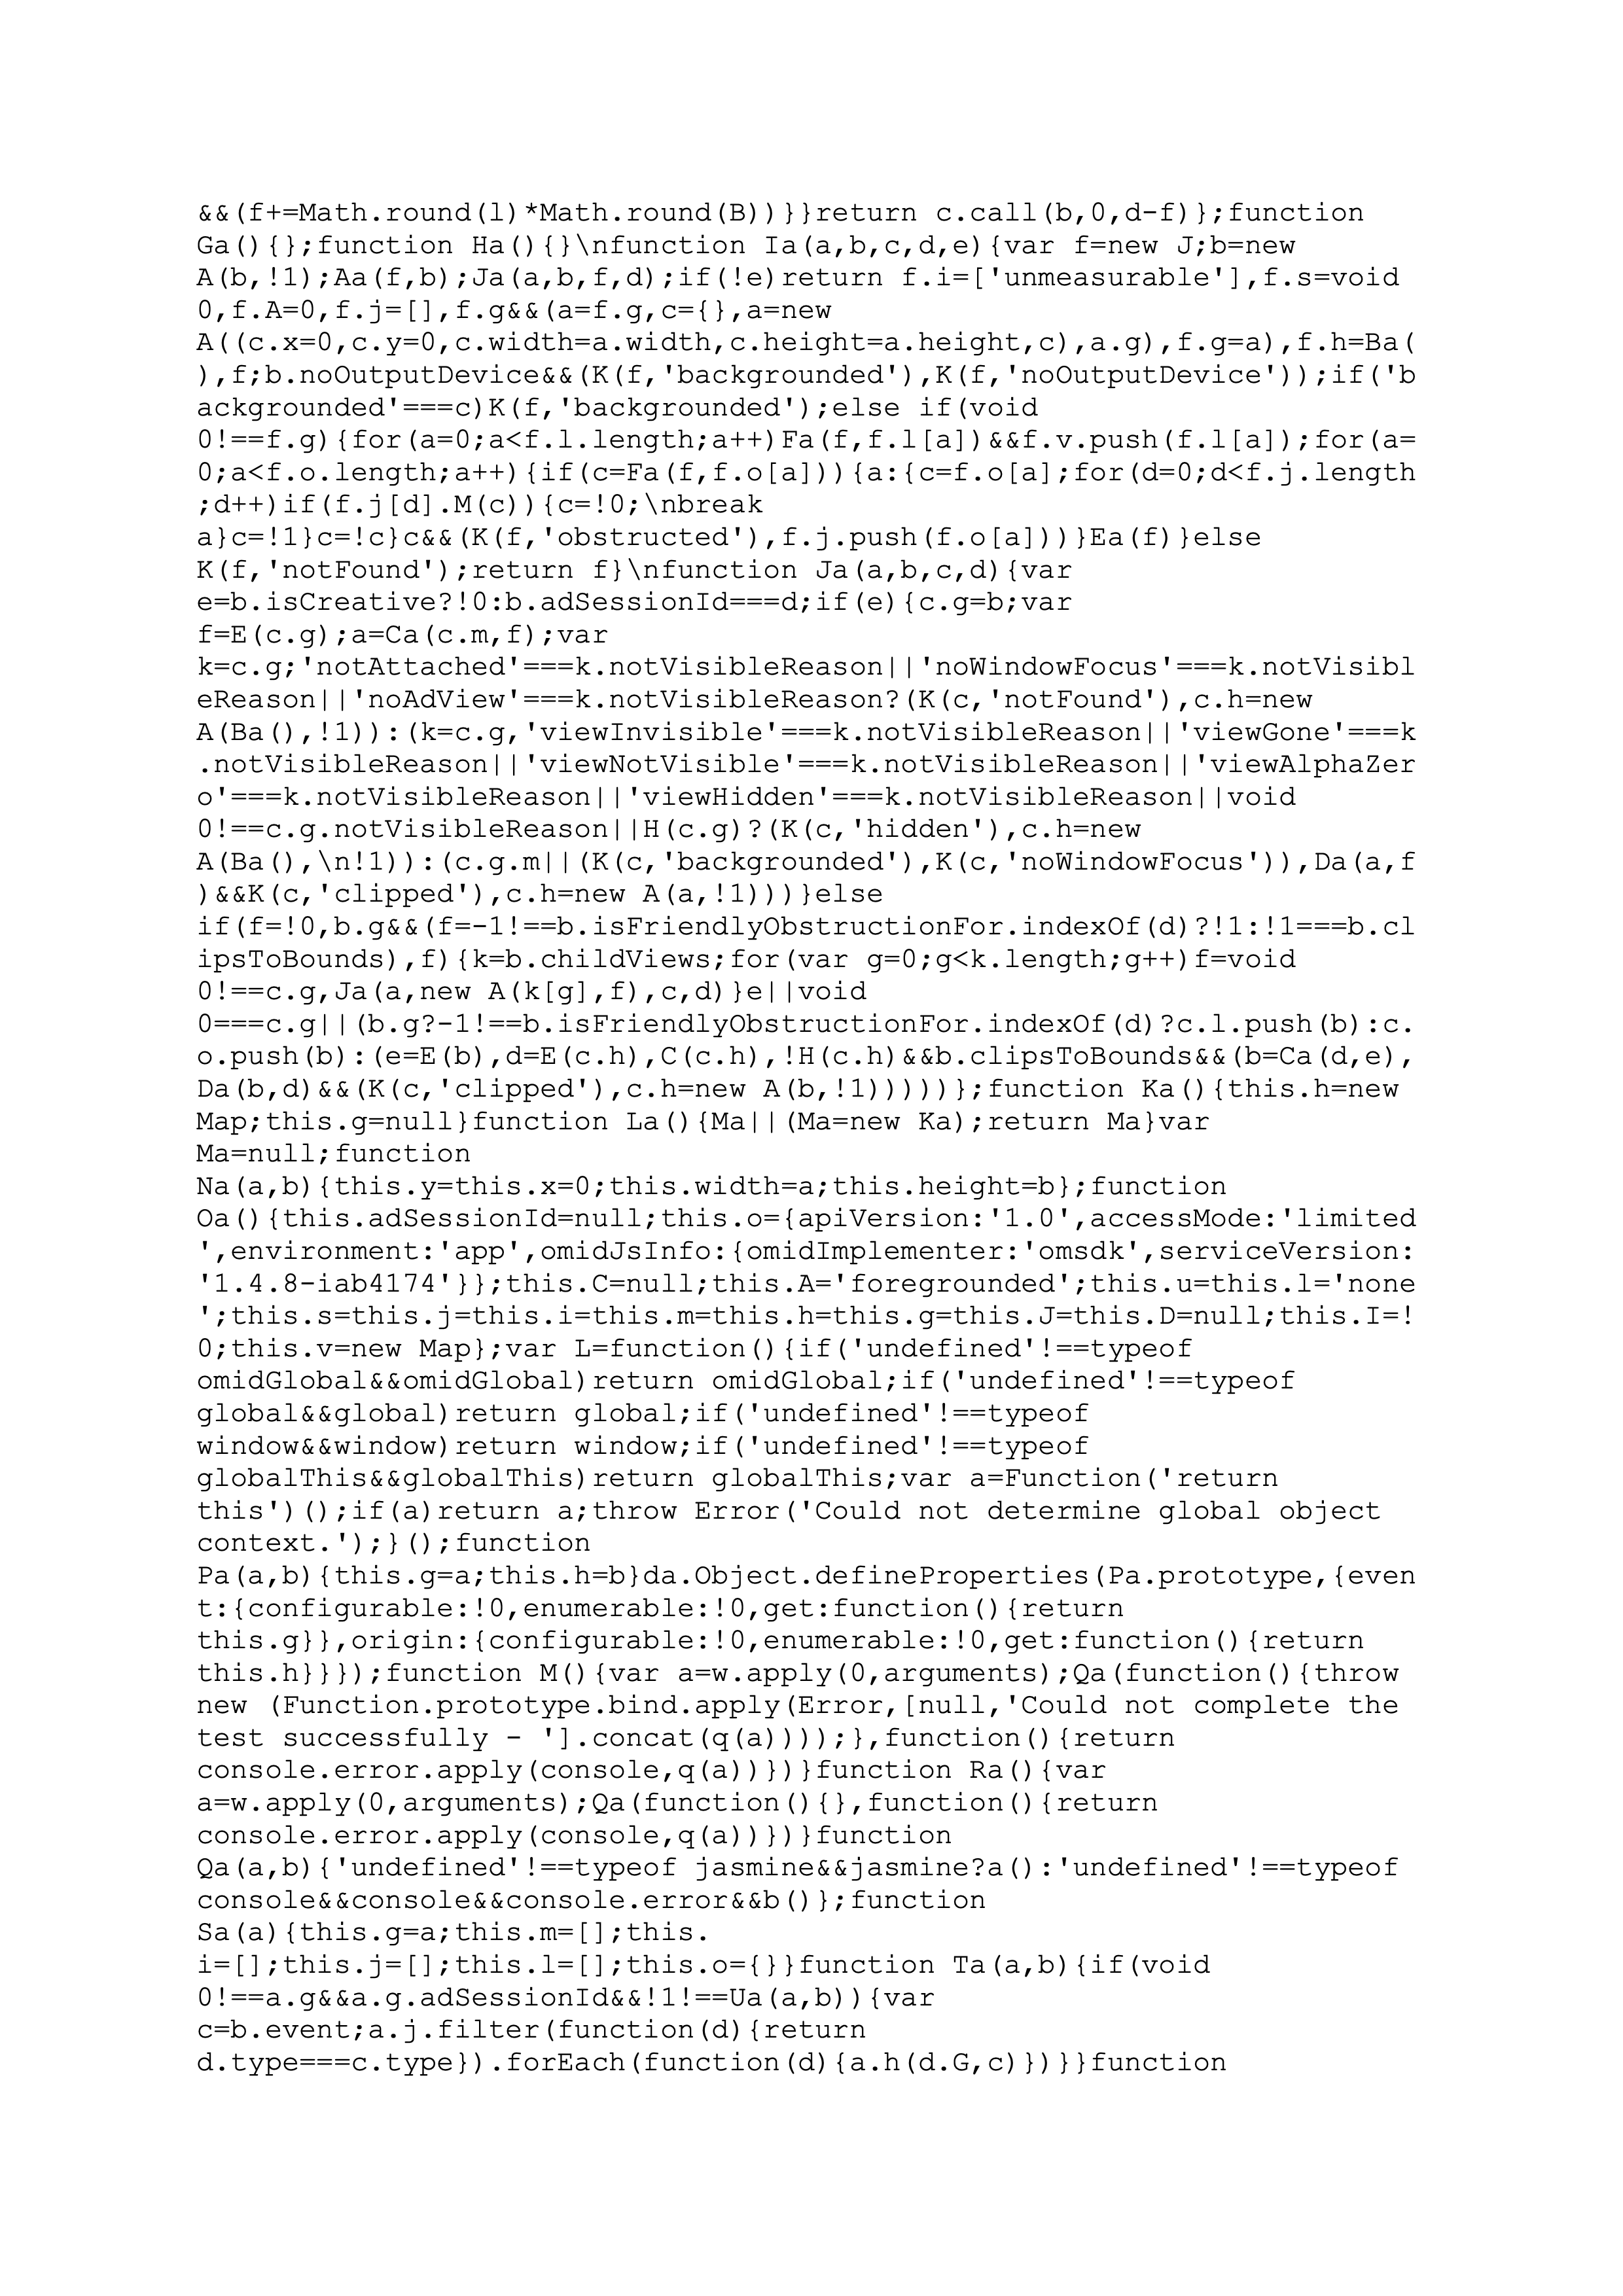 &&(f+=Math.round(l)*Math.round(B))}}return c.call(b,0,d-f)};function
Ga(){};function Ha(){}\nfunction Ia(a,b,c,d,e){var f=new J;b=new
A(b,!1);Aa(f,b);Ja(a,b,f,d);if(!e)return f.i=['unmeasurable'],f.s=void
0,f.A=0,f.j=[],f.g&&(a=f.g,c={},a=new
A((c.x=0,c.y=0,c.width=a.width,c.height=a.height,c),a.g),f.g=a),f.h=Ba(
),f;b.noOutputDevice&&(K(f,'backgrounded'),K(f,'noOutputDevice'));if('b
ackgrounded'===c)K(f,'backgrounded');else if(void
0!==f.g){for(a=0;a<f.l.length;a++)Fa(f,f.l[a])&&f.v.push(f.l[a]);for(a=
0;a<f.o.length;a++){if(c=Fa(f,f.o[a])){a:{c=f.o[a];for(d=0;d<f.j.length
;d++)if(f.j[d].M(c)){c=!0;\nbreak
a}c=!1}c=!c}c&&(K(f,'obstructed'),f.j.push(f.o[a]))}Ea(f)}else
K(f,'notFound');return f}\nfunction Ja(a,b,c,d){var
e=b.isCreative?!0:b.adSessionId===d;if(e){c.g=b;var
f=E(c.g);a=Ca(c.m,f);var
k=c.g;'notAttached'===k.notVisibleReason||'noWindowFocus'===k.notVisibl
eReason||'noAdView'===k.notVisibleReason?(K(c,'notFound'),c.h=new
A(Ba(),!1)):(k=c.g,'viewInvisible'===k.notVisibleReason||'viewGone'===k
.notVisibleReason||'viewNotVisible'===k.notVisibleReason||'viewAlphaZer
o'===k.notVisibleReason||'viewHidden'===k.notVisibleReason||void
0!==c.g.notVisibleReason||H(c.g)?(K(c,'hidden'),c.h=new
A(Ba(),\n!1)):(c.g.m||(K(c,'backgrounded'),K(c,'noWindowFocus')),Da(a,f
)&&K(c,'clipped'),c.h=new A(a,!1)))}else
if(f=!0,b.g&&(f=-1!==b.isFriendlyObstructionFor.indexOf(d)?!1:!1===b.cl
ipsToBounds),f){k=b.childViews;for(var g=0;g<k.length;g++)f=void
0!==c.g,Ja(a,new A(k[g],f),c,d)}e||void
0===c.g||(b.g?-1!==b.isFriendlyObstructionFor.indexOf(d)?c.l.push(b):c.
o.push(b):(e=E(b),d=E(c.h),C(c.h),!H(c.h)&&b.clipsToBounds&&(b=Ca(d,e),
Da(b,d)&&(K(c,'clipped'),c.h=new A(b,!1)))))};function Ka(){this.h=new
Map;this.g=null}function La(){Ma||(Ma=new Ka);return Ma}var
Ma=null;function
Na(a,b){this.y=this.x=0;this.width=a;this.height=b};function
Oa(){this.adSessionId=null;this.o={apiVersion:'1.0',accessMode:'limited
',environment:'app',omidJsInfo:{omidImplementer:'omsdk',serviceVersion:
'1.4.8-iab4174'}};this.C=null;this.A='foregrounded';this.u=this.l='none
';this.s=this.j=this.i=this.m=this.h=this.g=this.J=this.D=null;this.I=!
0;this.v=new Map};var L=function(){if('undefined'!==typeof
omidGlobal&&omidGlobal)return omidGlobal;if('undefined'!==typeof
global&&global)return global;if('undefined'!==typeof
window&&window)return window;if('undefined'!==typeof
globalThis&&globalThis)return globalThis;var a=Function('return
this')();if(a)return a;throw Error('Could not determine global object
context.');}();function
Pa(a,b){this.g=a;this.h=b}da.Object.defineProperties(Pa.prototype,{even
t:{configurable:!0,enumerable:!0,get:function(){return
this.g}},origin:{configurable:!0,enumerable:!0,get:function(){return
this.h}}});function M(){var a=w.apply(0,arguments);Qa(function(){throw
new (Function.prototype.bind.apply(Error,[null,'Could not complete the
test successfully - '].concat(q(a))));},function(){return
console.error.apply(console,q(a))})}function Ra(){var
a=w.apply(0,arguments);Qa(function(){},function(){return
console.error.apply(console,q(a))})}function
Qa(a,b){'undefined'!==typeof jasmine&&jasmine?a():'undefined'!==typeof
console&&console&&console.error&&b()};function
Sa(a){this.g=a;this.m=[];this.
i=[];this.j=[];this.l=[];this.o={}}function Ta(a,b){if(void
0!==a.g&&a.g.adSessionId&&!1!==Ua(a,b)){var
c=b.event;a.j.filter(function(d){return
d.type===c.type}).forEach(function(d){a.h(d.G,c)})}}function